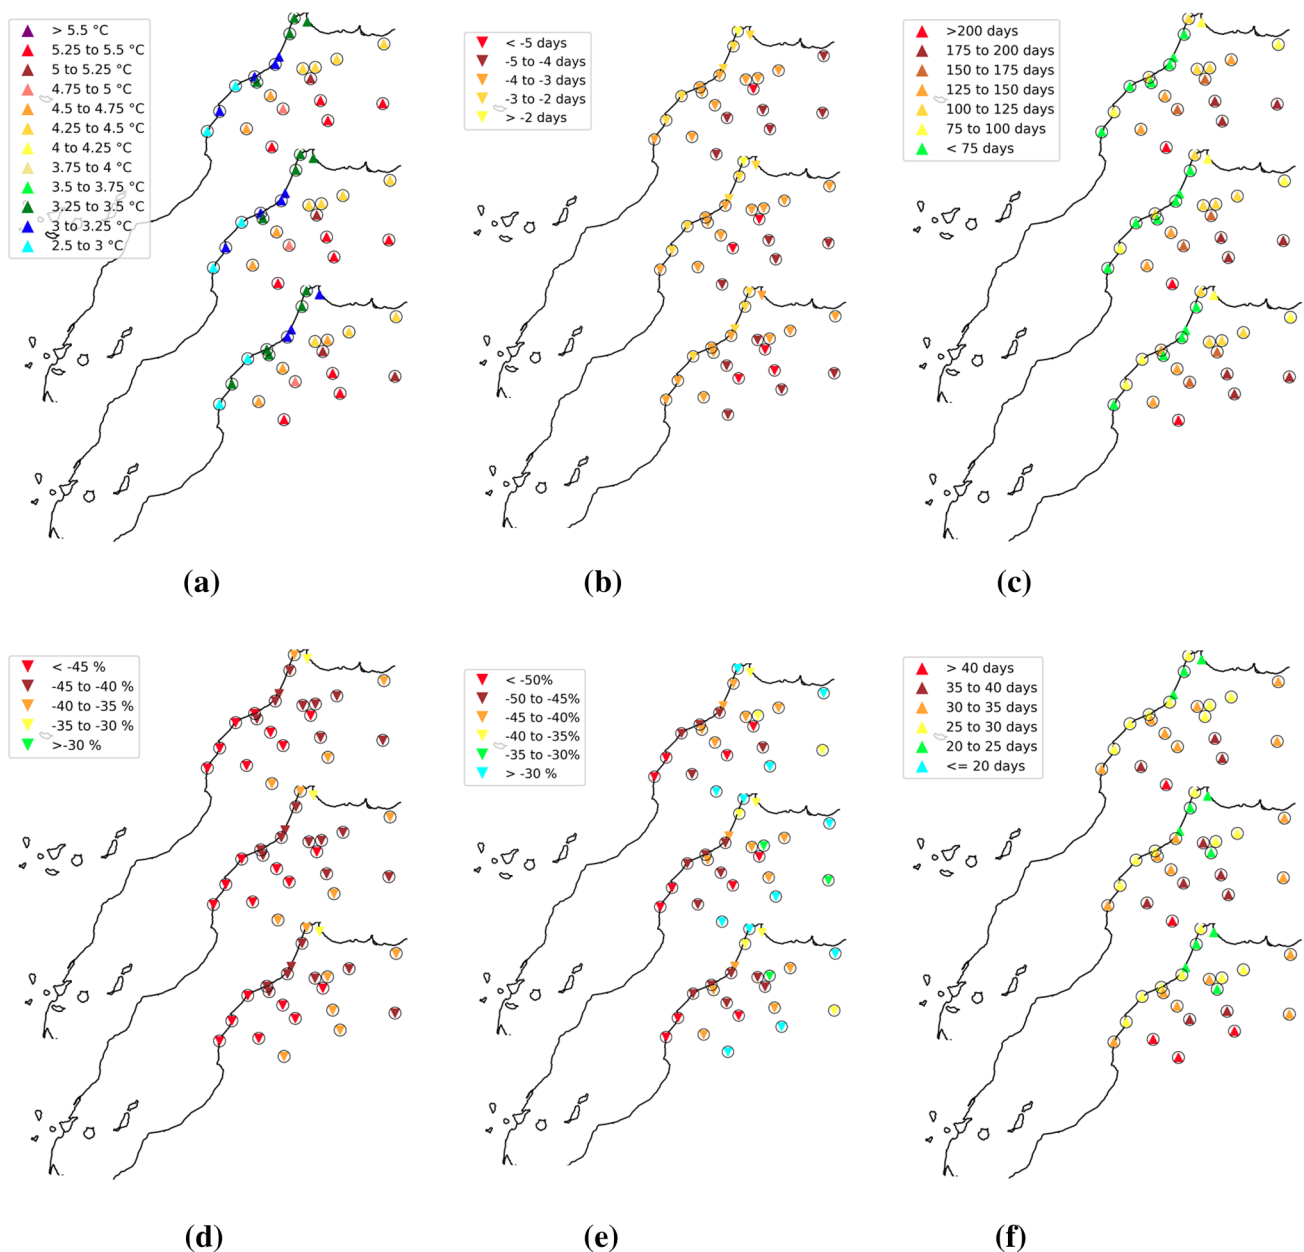 > 5.5 °C
5.25 to 5.5 °C
5 to 5.25 °C
4.75 to 5 °C
4.5 to 4.75 °C
4.25 to 4.5 °C
4 to 4.25 °C
3.75 to 4 °C
3.5 to 3.75 °C
3.25 to 3.5 °C
3 to 3.25 °C
2.5 to 3 °C
(a)
< -5 days
-5 to -4 days
-4 to -3 days
-3 to -2 days
> -2 days
(b)
>200 days
175 to 200 days
150 to 175 days
125 to 150 days
100 to 125 days
75 to 100 days
< 75 days
(c)
< -45 %
-45 to -40 %
-40 to -35 %
-35 to -30 %
>-30 %
(d)
< -50%
-50 to -45%
-45 to -40%
-40 to -35%
-35 to -30%
> -30 %
(e)
> 40 days
35 to 40 days
30 to 35 days
25 to 30 days
20 to 25 days
<= 20 days
(f)